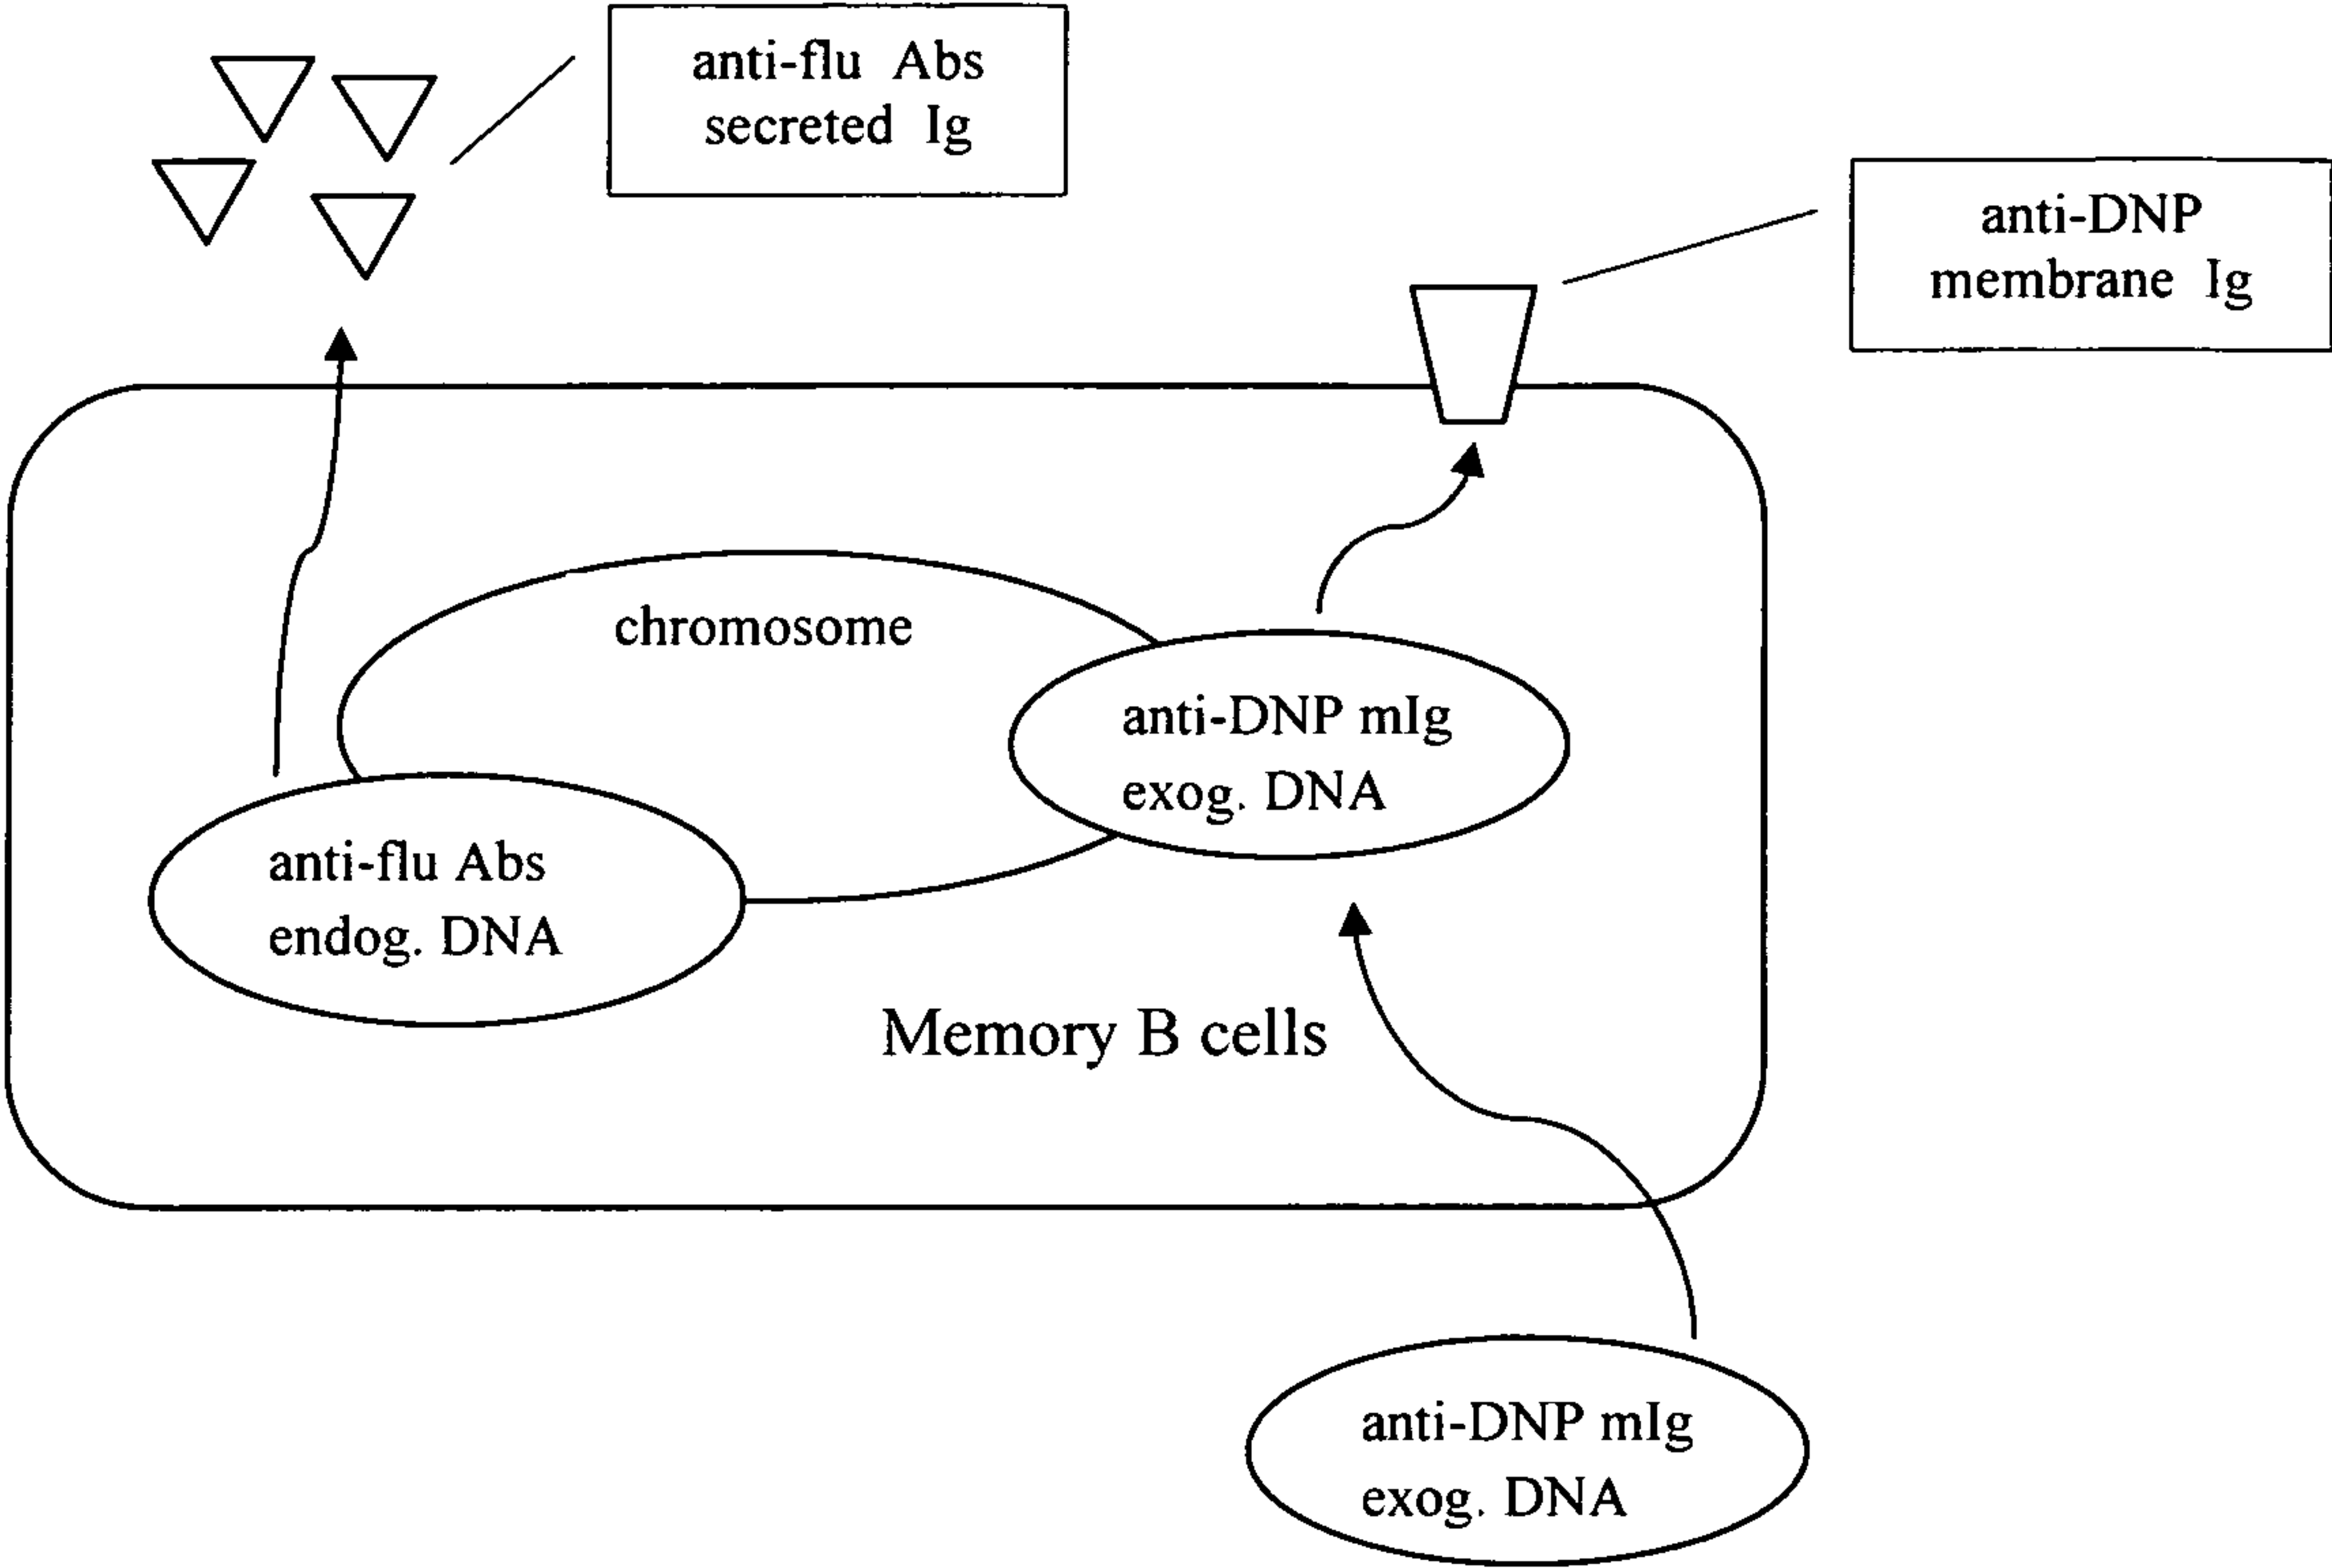 anti-flu Abs
secreted Ig
anti-DNP
membrane Ig
chromosome
anti-DNP mIg
exog. DNA
anti-flu Abs
endog. DNA
Memory B cells
anti-DNP mIg
exog. DNA